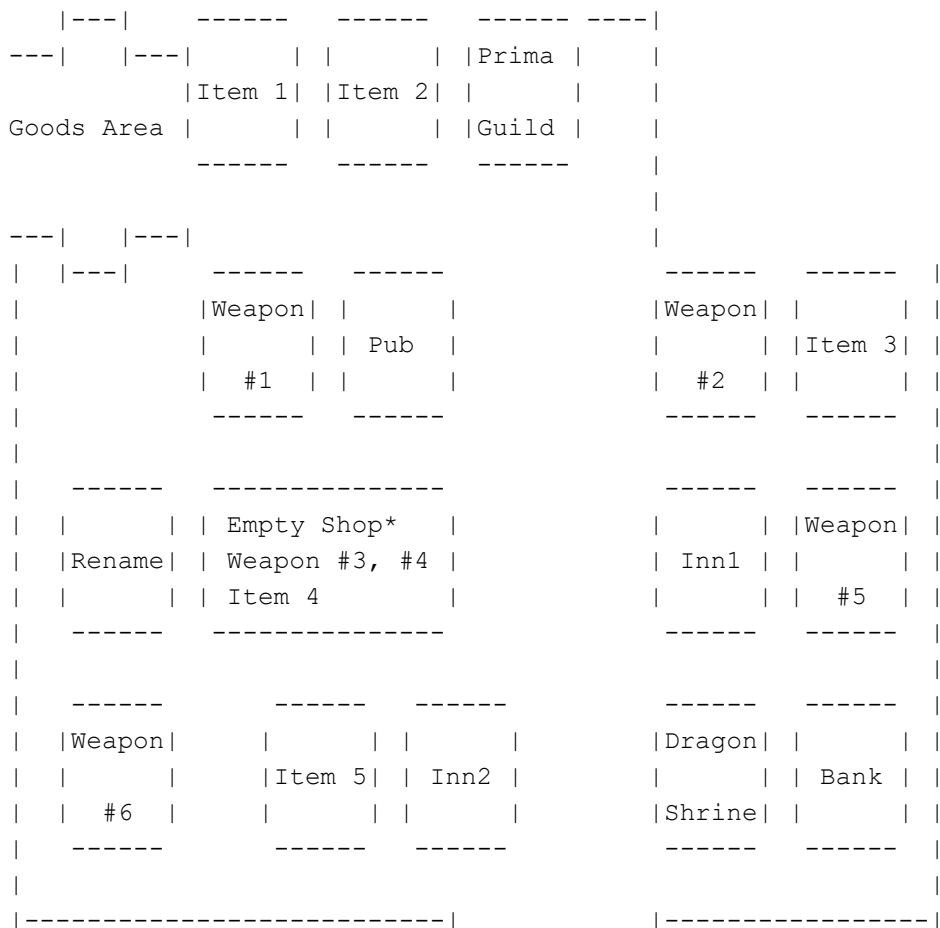 |---|    ------   ------   ------ ----|
---|   |---|      | |      | |Prima |    |
           |Item 1| |Item 2| |      |    |
Goods Area |      | |      | |Guild |    |
            ------   ------   ------     |
                                         |
---|   |---|                             |
|  |---|     ------   ------              ------   ------  |
|           |Weapon| |      |            |Weapon| |      | |
|           |      | | Pub  |            |      | |Item 3| |
|           |  #1  | |      |            |  #2  | |      | |
|            ------   ------              ------   ------  |
|                                                          |
|   ------   ---------------              ------   ------  |
|  |      | | Empty Shop*   |            |      | |Weapon| |
|  |Rename| | Weapon #3, #4 |            | Inn1 | |      | |
|  |      | | Item 4        |            |      | |  #5  | |
|   ------   ---------------              ------   ------  |
|                                                          |
|   ------       ------   ------          ------   ------  |
|  |Weapon|     |      | |      |        |Dragon| |      | |
|  |      |     |Item 5| | Inn2 |        |      | | Bank | |
|  |  #6  |     |      | |      |        |Shrine| |      | |
|   ------       ------   ------          ------   ------  |
|                                                          |
|---------------------------|            |-----------------|